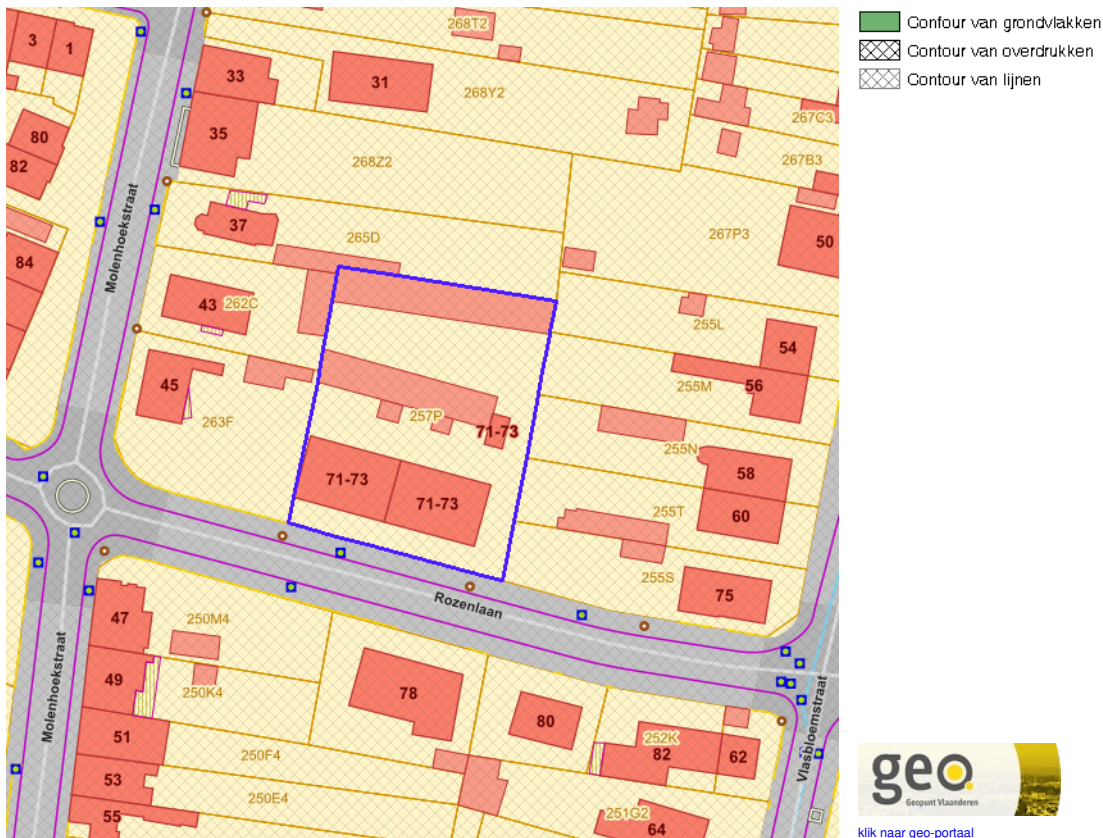 268T2
3
1
33
31
268Y2
35
267C3
80
82
268Z2
267B3
Molenhoekstraat
37
265D
267P3
50
84
43
262C
255L
54
45
255M
56
263F
257P
71-73
255N
58
71-73
71-73
60
255T
255S
75
Rozenlaan
47
250M4
49
250K4
78
80
252K
82
62
Molenhoekstraat
51
250F4
Vlasbloemstraat
53
250E4
55
251G2
64
Contour van grondvlakken
Contour van overdrukken
Contour van lijnen
geo.
Geopunt Vlaanderen
klik naar geo-portaal